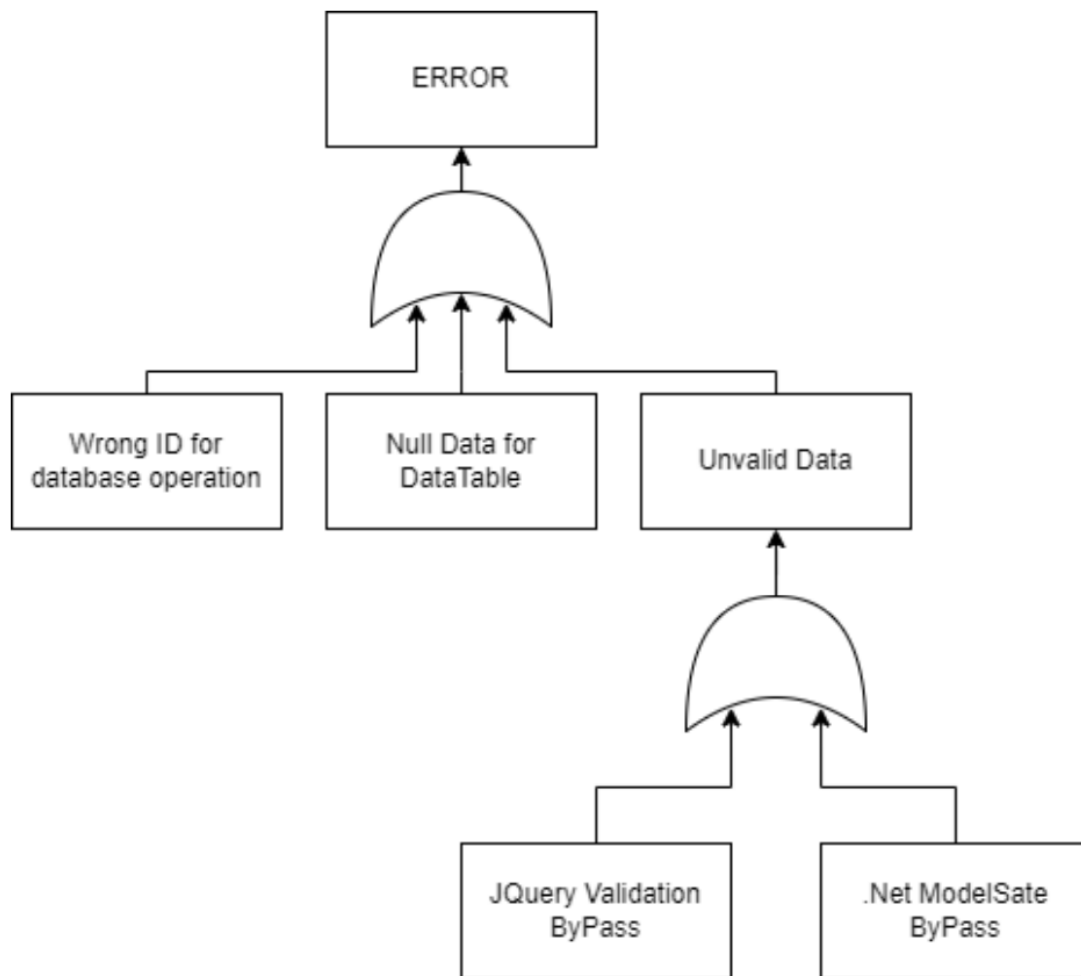 ERROR
Wrong ID for
database operation
Null Data for
DataTable
Unvalid Data
JQuery Validation
ByPass
.Net ModelSate
ByPass